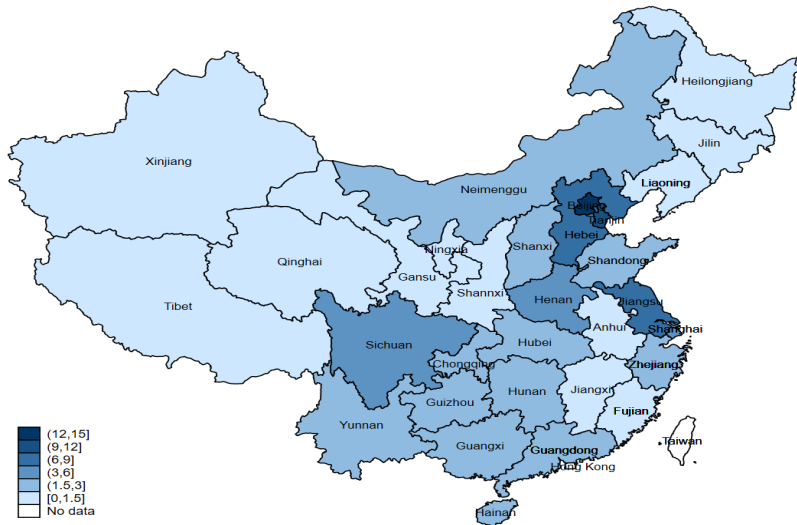 Heilongjiang
Jilin
Xinjiang
Liaoning
Neimenggu
Beijing
Tianjin
Hebei
Ningxia
Shanxi
Shandong
Qinghai
Gansu
Shannxi
Henan
Jiangsu
Tibet
Anhui
Shanghai
Sichuan
Hubei
Chongqing
Zhejiang
Hunan
Jiangxi
Guizhou
Fujian
Yunnan
Guangxi
Guangdong
Taiwan
Hong Kong
Hainan
(12,15]
(9,12]
(6,9]
(3,6]
(1.5,3]
[0,1.5]
No data